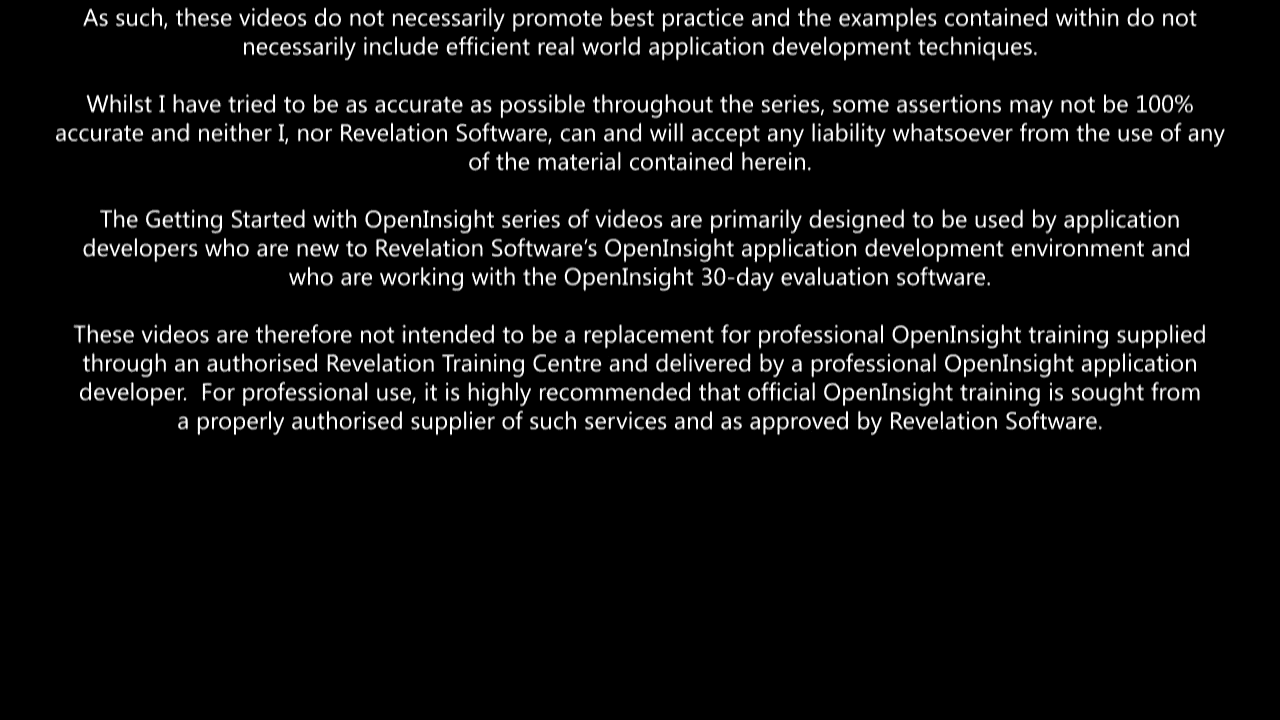 As such, these videos do not necessarily promote best practice and the examples contained within do not
necessarily include efficient real world application development techniques.
Whilst I have tried to be as accurate as possible throughout the series, some assertions may not be 100%
accurate and neither I, nor Revelation Software, can and will accept any liability whatsoever from the use of any
of the material contained herein.
The Getting Started with OpenInsight series of videos are primarily designed to be used by application
developers who are new to Revelation Software's OpenInsight application development environment and
who are working with the OpenInsight 30-day evaluation software.
These videos are therefore not intended to be a replacement for professional OpenInsight training supplied
through an authorised Revelation Training Centre and delivered by a professional OpenInsight application
developer.  For professional use, it is highly recommended that official OpenInsight training is sought from
a properly authorised supplier of such services and as approved by Revelation Software.